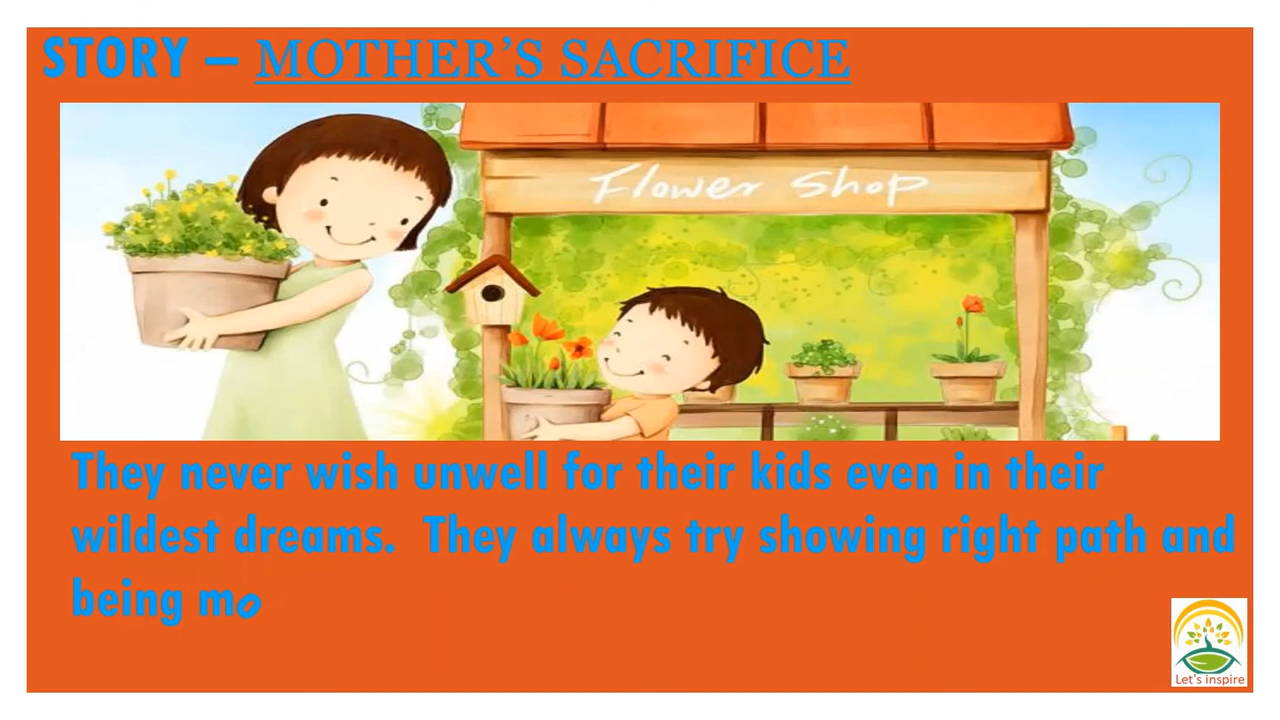 STORY – MOTHER'S SACRIFICE
Flower Shop
They never wish unwell for their kids even in their
wildest dreams. They always try showing right path and
being mo
Let's inspire